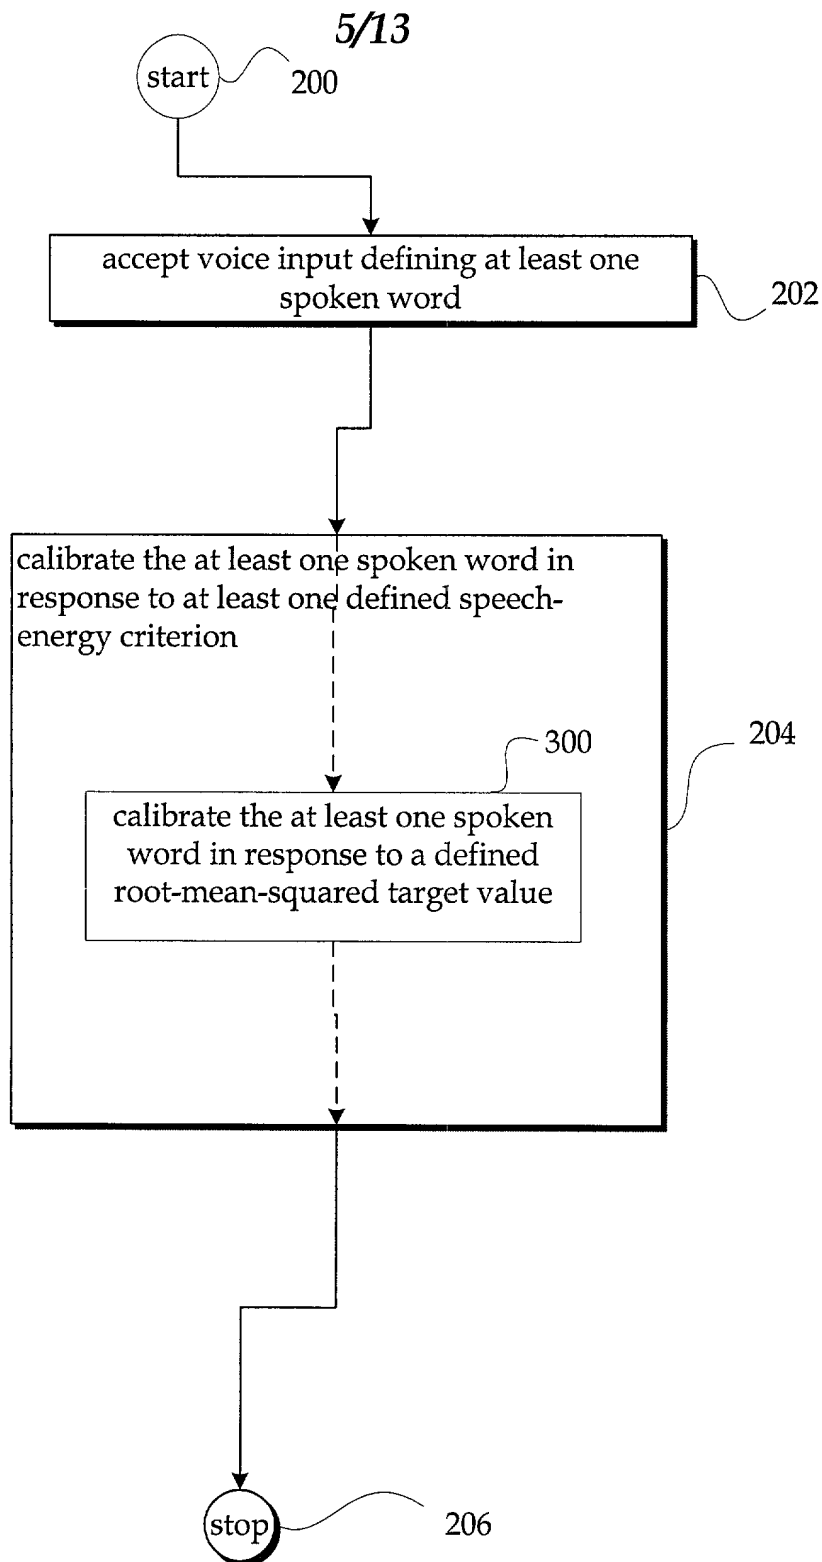 5/13
start
200
accept voice input defining at least one
spoken word
202
calibrate the at least one spoken word in
response to at least one defined speech-
energy criterion
204
300
calibrate the at least one spoken
word in response to a defined
root-mean-squared target value
stop
206